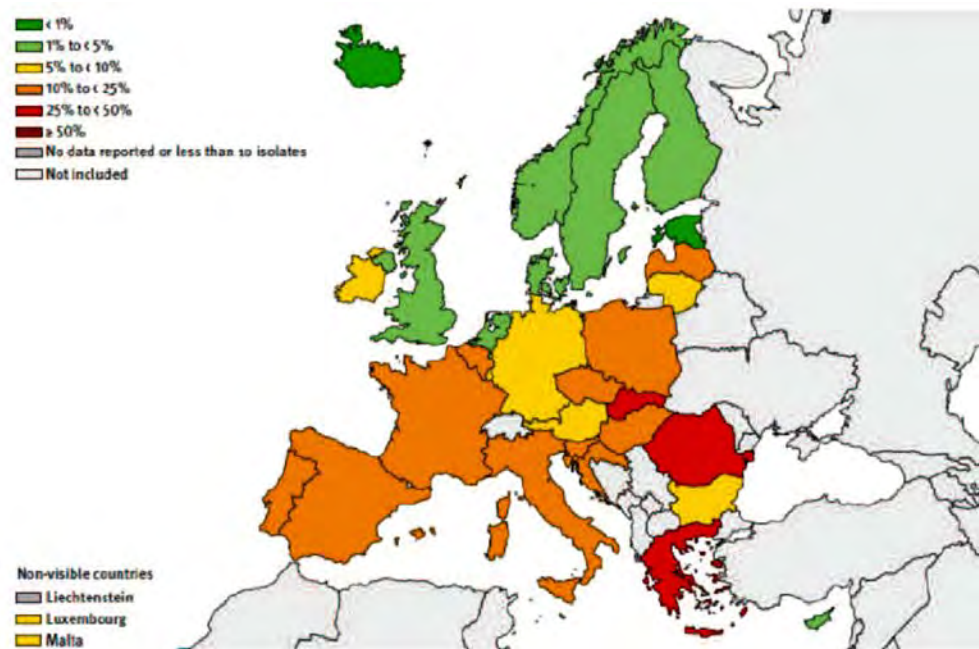 < 1%
1% to < 5%
5% to < 10%
10% to < 25%
25% to < 50%
≥ 50%
No data reported or less than 10 isolates
Not included
Non-visible countries
Liechtenstein
Luxembourg
Malta